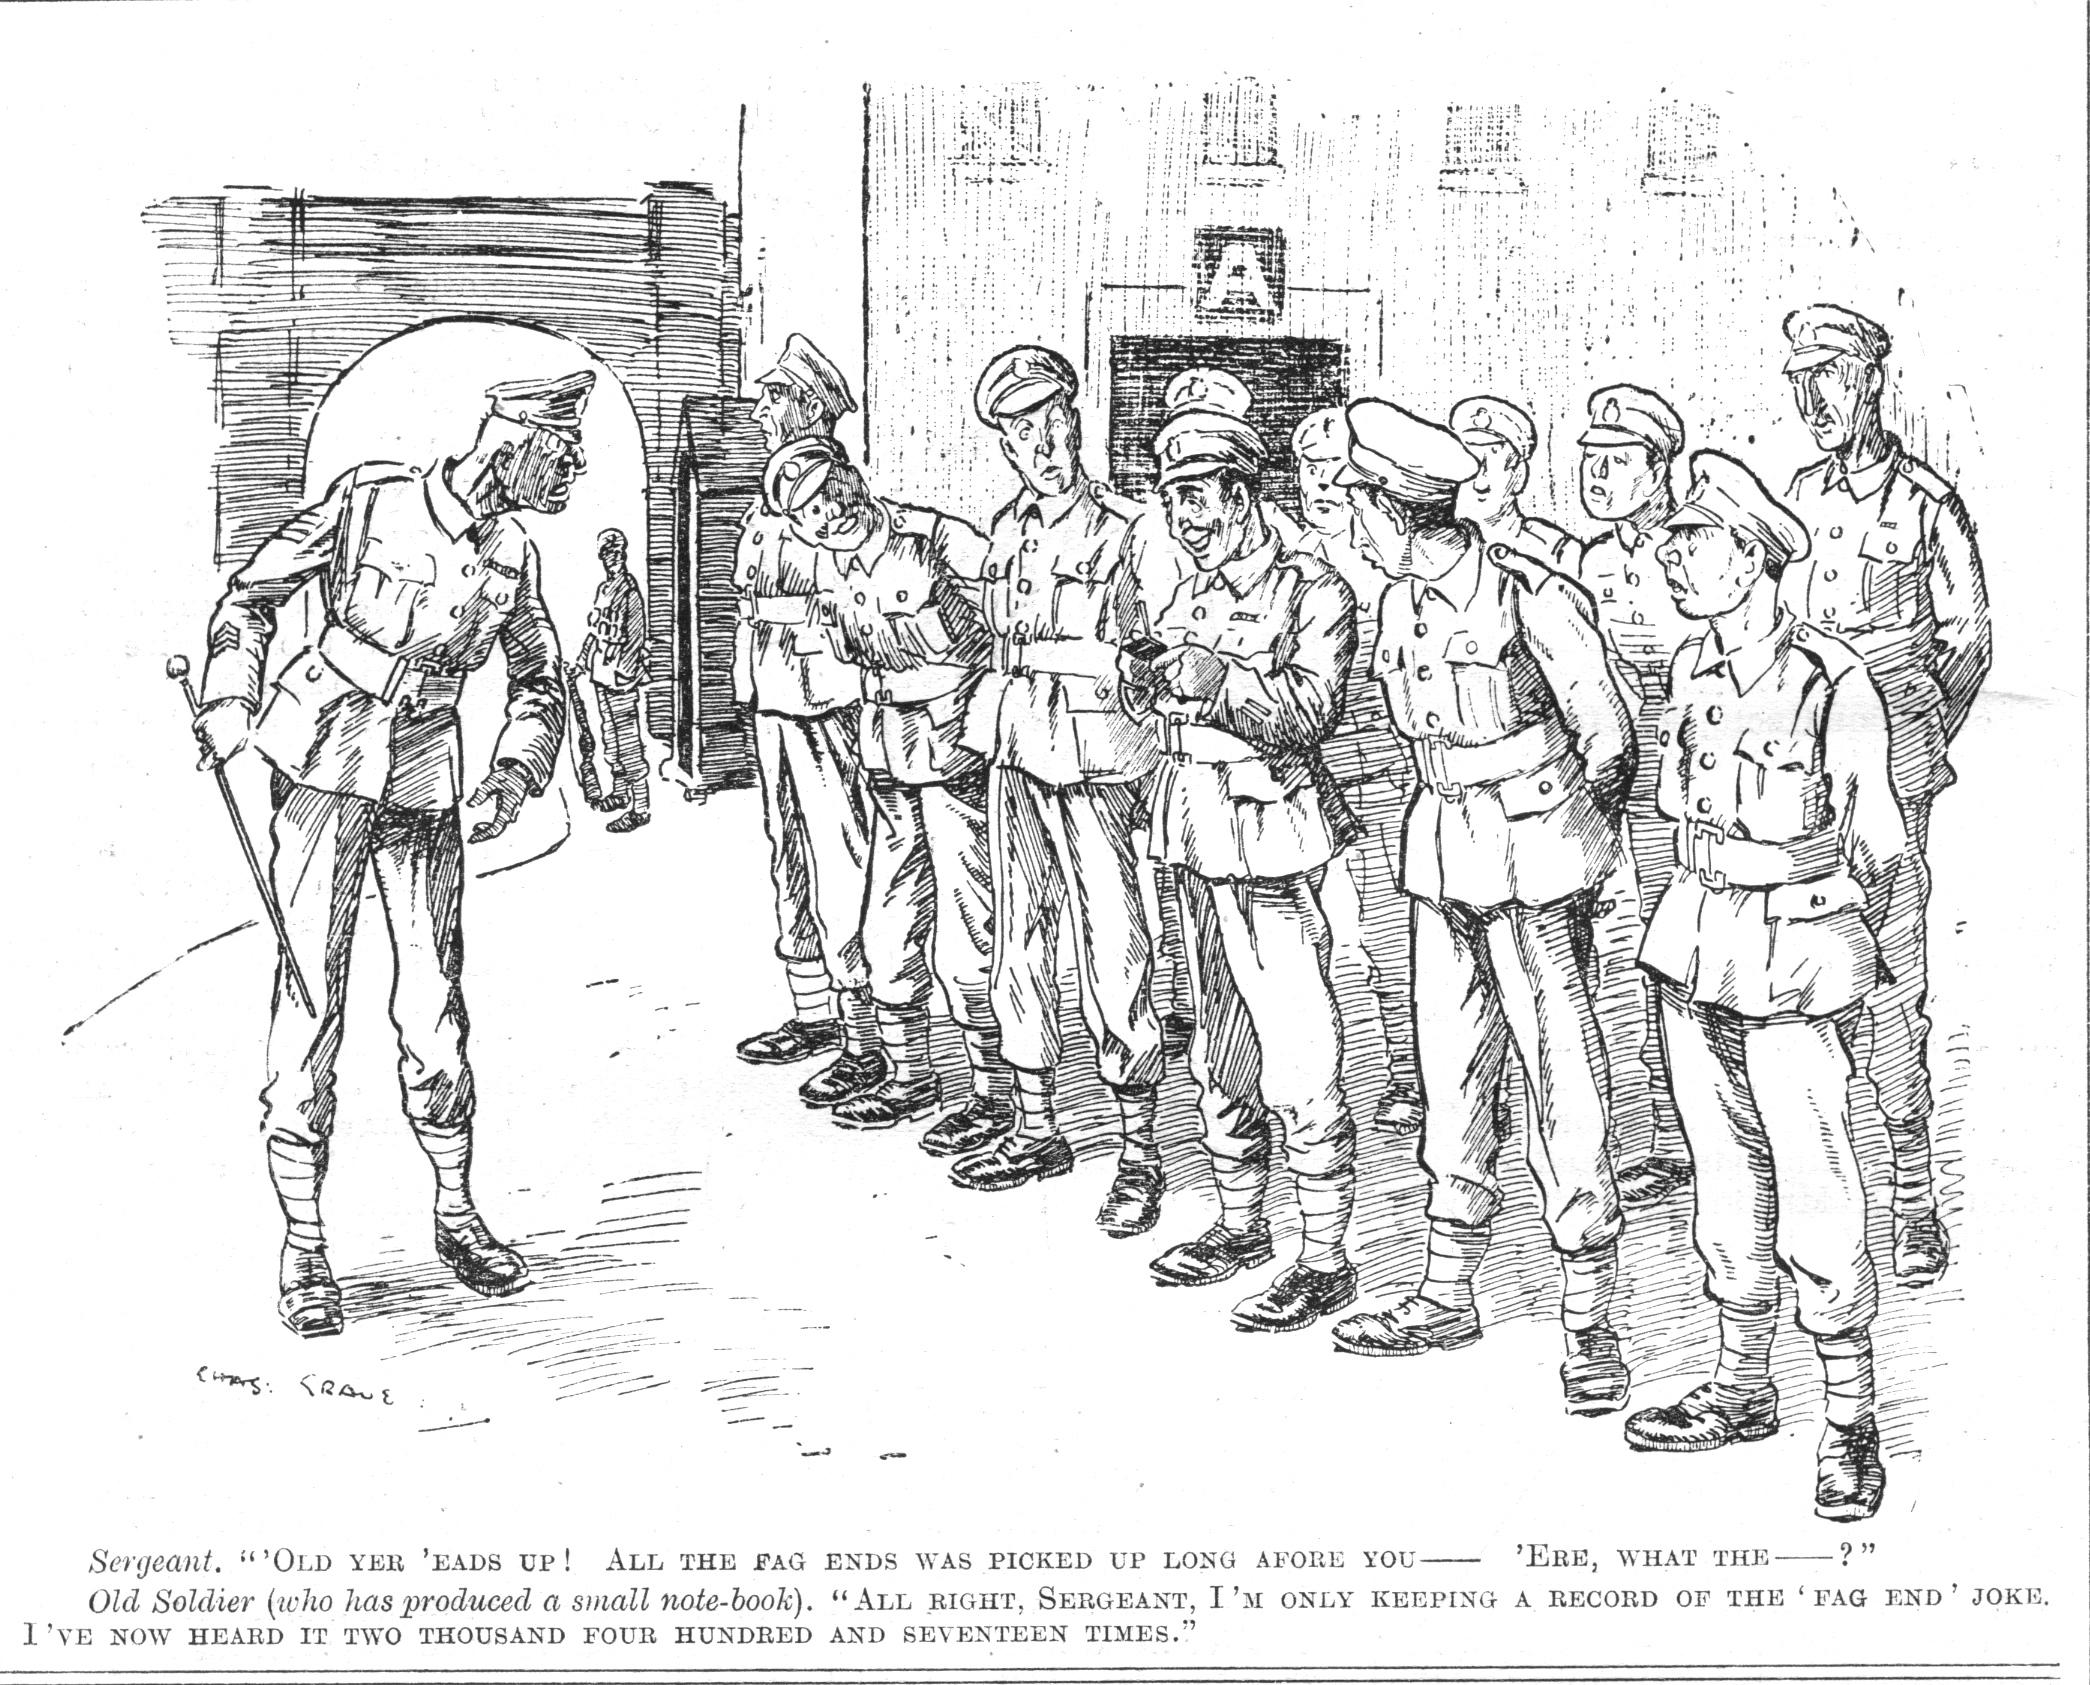 A
CHAS. GRAVE.
Sergeant. "'OLD YER 'EADS UP! ALL THE FAG ENDS WAS PICKED UP LONG AFORE YOU—— 'ERE, WHAT THE——?"
Old Soldier (who has produced a small note-book). "ALL RIGHT, SERGEANT, I'M ONLY KEEPING A RECORD OF THE 'FAG END' JOKE.
I'VE NOW HEARD IT TWO THOUSAND FOUR HUNDRED AND SEVENTEEN TIMES."